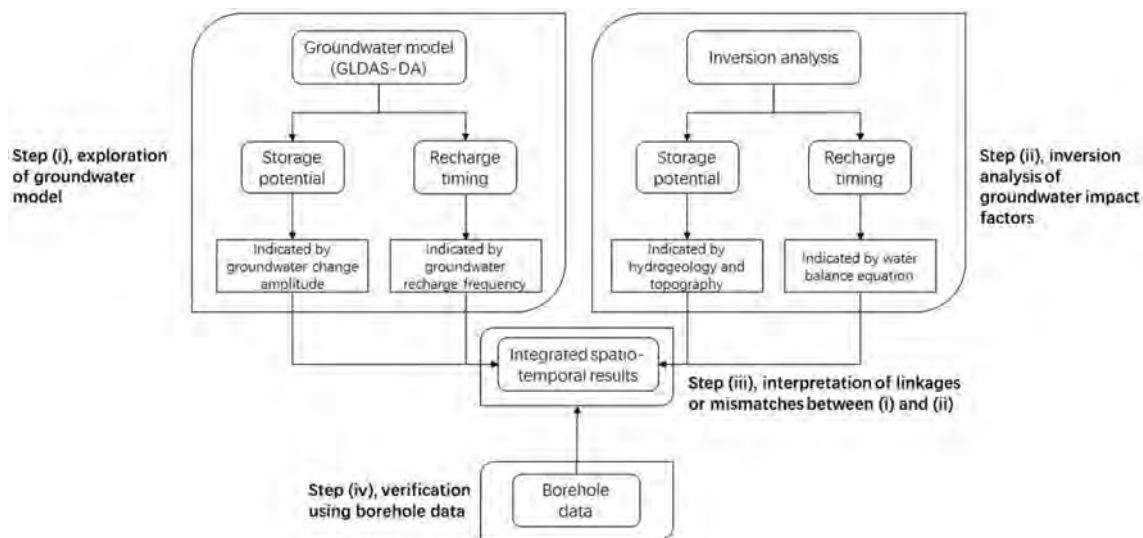 Groundwater model
(GLDAS-DA)
Inversion analysis
Step (i), exploration
of groundwater
model
Storage
potential
Recharge
timing
Storage
potential
Recharge
timing
Step (ii), inversion
analysis of
groundwater impact
factors
Indicated by
groundwater change
amplitude
Indicated by
groundwater
recharge frequency
Indicated by
hydrogeology and
topography
Indicated by water
balance equation
Integrated spatio-
temporal results
Step (iii), interpretation of linkages
or mismatches between (i) and (ii)
Step (iv), verification
using borehole data
Borehole
data